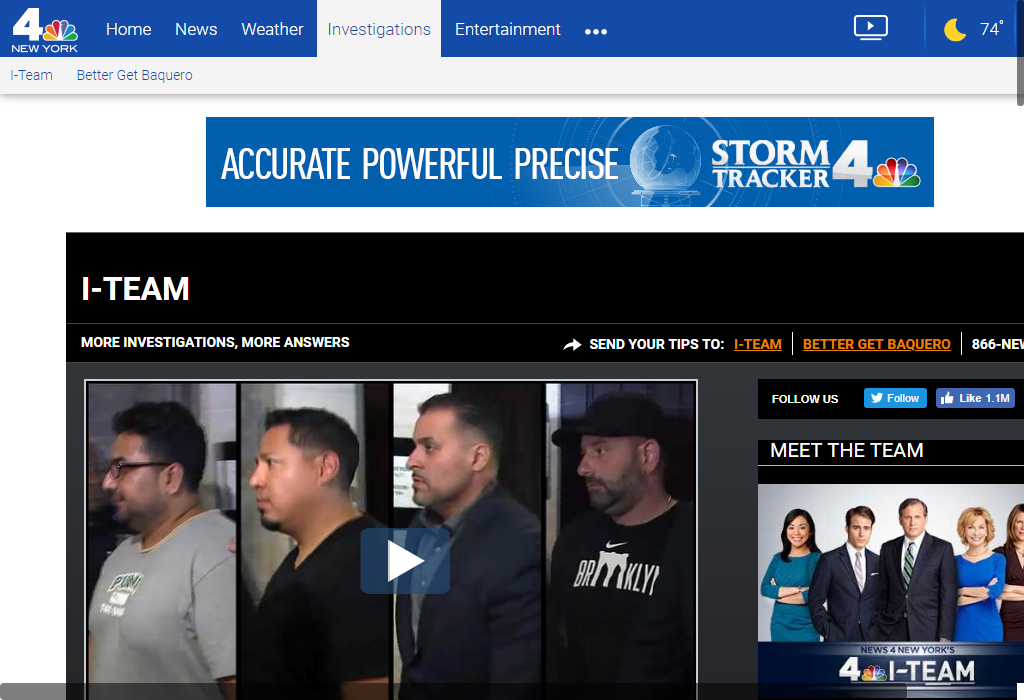 4
NEW YORK
Home
News
Weather
Investigations
Entertainment
74°
I-Team
Better Get Baquero
ACCURATE POWERFUL PRECISE
STORM
TRACKER 4
I-TEAM
MORE INVESTIGATIONS, MORE ANSWERS
SEND YOUR TIPS TO: I-TEAM BETTER GET BAQUERO 866-NEW
FOLLOW US
Follow
Like 1.1M
MEET THE TEAM
BROOKLYN
NEWS 4 NEW YORK'S
4 I-TEAM